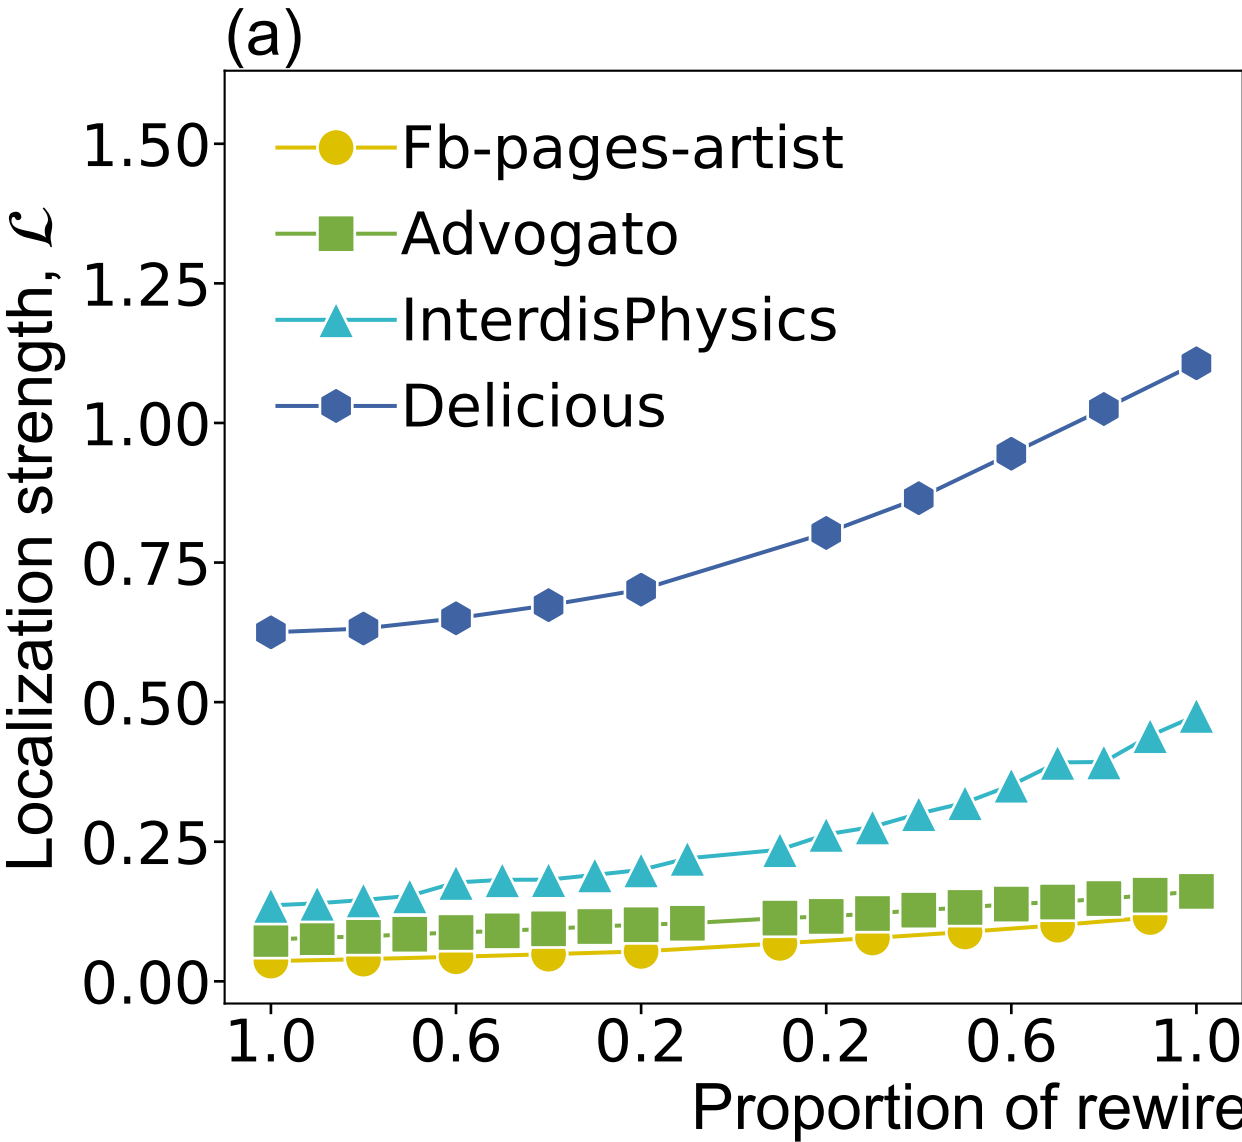 (a)
1.50
1.25
1.00
0.75
0.50
0.25
0.00
Localization strength, ℒ
Fb-pages-artist
Advogato
InterdisPhysics
Delicious
1.0 0.6 0.2 0.2 0.6 1.0
Proportion of rewire